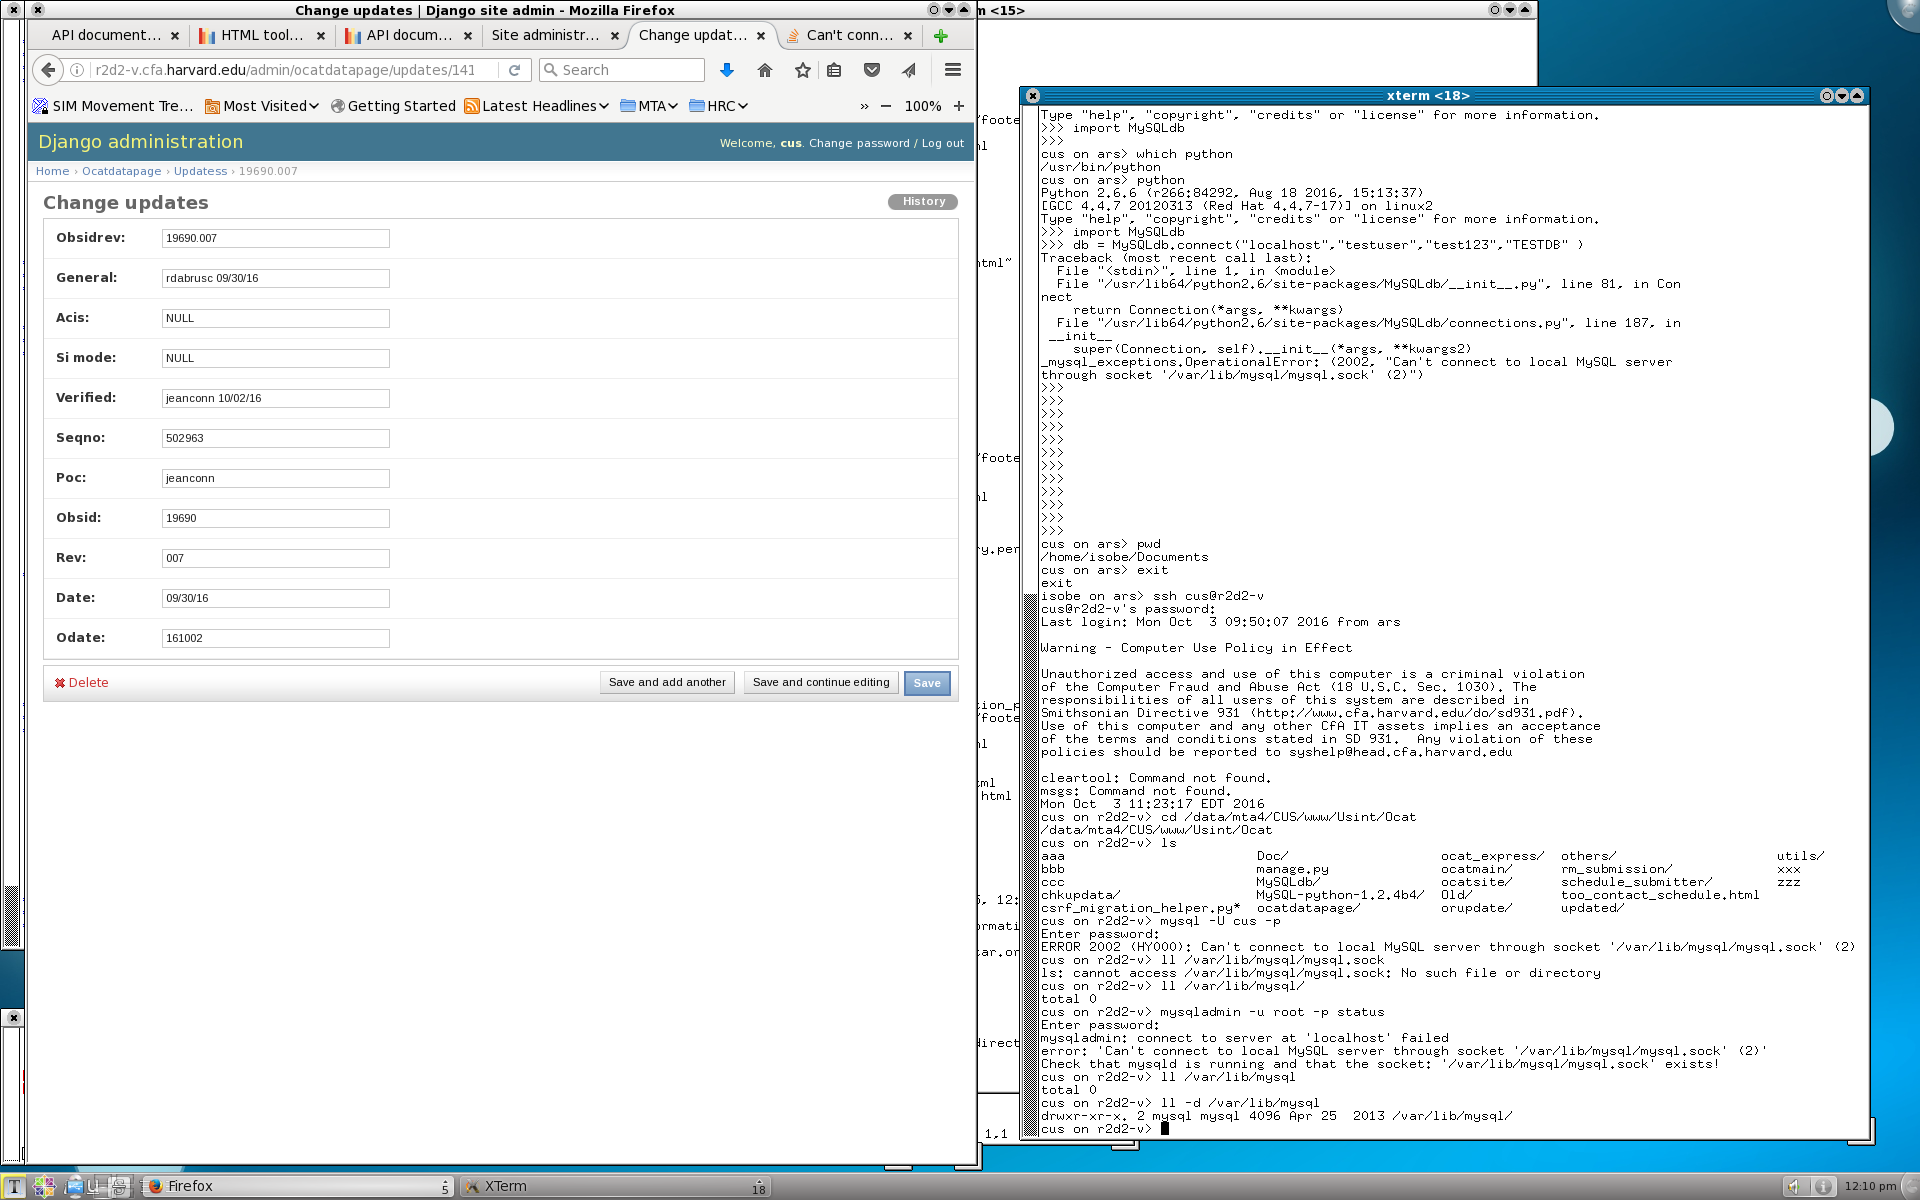 Change updates | Django site admin - Mozilla Firefox
m <15>
API document...
HTML tool...
API docum...
Site administr...
Change updat...
Can't conn...
r2d2-v.cfa.harvard.edu/admin/ocatdatapage/updates/141
Search
SIM Movement Tre...
Most Visited
Getting Started
Latest Headlines
MTA
HRC
»
100%
Django administration
Welcome, cus. Change password / Log out
Home › Ocatdatapage › Updatess › 19690.007
Change updates
History
Obsidrev: 19690.007
General: rdabrusc 09/30/16
Acis: NULL
Si mode: NULL
Verified: jeanconn 10/02/16
Seqno: 502963
Poc: jeanconn
Obsid: 19690
Rev: 007
Date: 09/30/16
Odate: 161002
Delete
Save and add another
Save and continue editing
Save
'foote
html~
'foote
ry.per
tion_p
'foote
html
5, 12:
ormati
tar.or
direct
1,1
xterm <18>
Type "help", "copyright", "credits" or "license" for more information.
>>> import MySQLdb
>>>
cus on ars> which python
/usr/bin/python
cus on ars> python
Python 2.6.6 (r266:84292, Aug 18 2016, 15:13:37)
[GCC 4.4.7 20120313 (Red Hat 4.4.7-17)] on linux2
Type "help", "copyright", "credits" or "license" for more information.
>>> import MySQLdb
>>> db = MySQLdb.connect("localhost","testuser","test123","TESTDB" )
Traceback (most recent call last):
  File "<stdin>", line 1, in <module>
  File "/usr/lib64/python2.6/site-packages/MySQLdb/__init__.py", line 81, in Con
nect
    return Connection(*args, **kwargs)
  File "/usr/lib64/python2.6/site-packages/MySQLdb/connections.py", line 187, in
 __init__
    super(Connection, self).__init__(*args, **kwargs2)
_mysql_exceptions.OperationalError: (2002, "Can't connect to local MySQL server
through socket '/var/lib/mysql/mysql.sock' (2)")
>>>
>>>
>>>
>>>
>>>
>>>
>>>
>>>
>>>
>>>
>>>
>>>
cus on ars> pwd
/home/isobe/Documents
cus on ars> exit
exit
isobe on ars> ssh cus@r2d2-v
cus@r2d2-v's password:
Last login: Mon Oct  3 09:50:07 2016 from ars
Warning - Computer Use Policy in Effect
Unauthorized access and use of this computer is a criminal violation
of the Computer Fraud and Abuse Act (18 U.S.C. Sec. 1030). The
responsibilities of all users of this system are described in
Smithsonian Directive 931 (http://www.cfa.harvard.edu/do/sd931.pdf).
Use of this computer and any other CfA IT assets implies an acceptance
of the terms and conditions stated in SD 931.  Any violation of these
policies should be reported to syshelp@head.cfa.harvard.edu
cleartool: Command not found.
msgs: Command not found.
Mon Oct  3 11:23:17 EDT 2016
cus on r2d2-v> cd /data/mta4/CUS/www/Usint/Ocat
/data/mta4/CUS/www/Usint/Ocat
cus on r2d2-v> ls
aaa Doc/ ocat_express/ others/ utils/
bbb manage.py ocatmain/ rm_submission/ xxx
ccc MySQLdb/ ocatsite/ schedule_submitter/ zzz
chkupdata/ MySQL-python-1.2.4b4/ Old/ too_contact_schedule.html
csrf_migration_helper.py* ocatdatapage/ orupdate/ updated/
cus on r2d2-v> mysql -U cus -p
Enter password:
ERROR 2002 (HY000): Can't connect to local MySQL server through socket '/var/lib/mysql/mysql.sock' (2)
cus on r2d2-v> ll /var/lib/mysql/mysql.sock
ls: cannot access /var/lib/mysql/mysql.sock: No such file or directory
cus on r2d2-v> ll /var/lib/mysql/
total 0
cus on r2d2-v> mysqladmin -u root -p status
Enter password:
mysqladmin: connect to server at 'localhost' failed
error: 'Can't connect to local MySQL server through socket '/var/lib/mysql/mysql.sock' (2)'
Check that mysqld is running and that the socket: '/var/lib/mysql/mysql.sock' exists!
cus on r2d2-v> ll /var/lib/mysql
total 0
cus on r2d2-v> ll -d /var/lib/mysql
drwxr-xr-x. 2 mysql mysql 4096 Apr 25  2013 /var/lib/mysql/
cus on r2d2-v>
Firefox
5
XTerm
18
12:10 pm